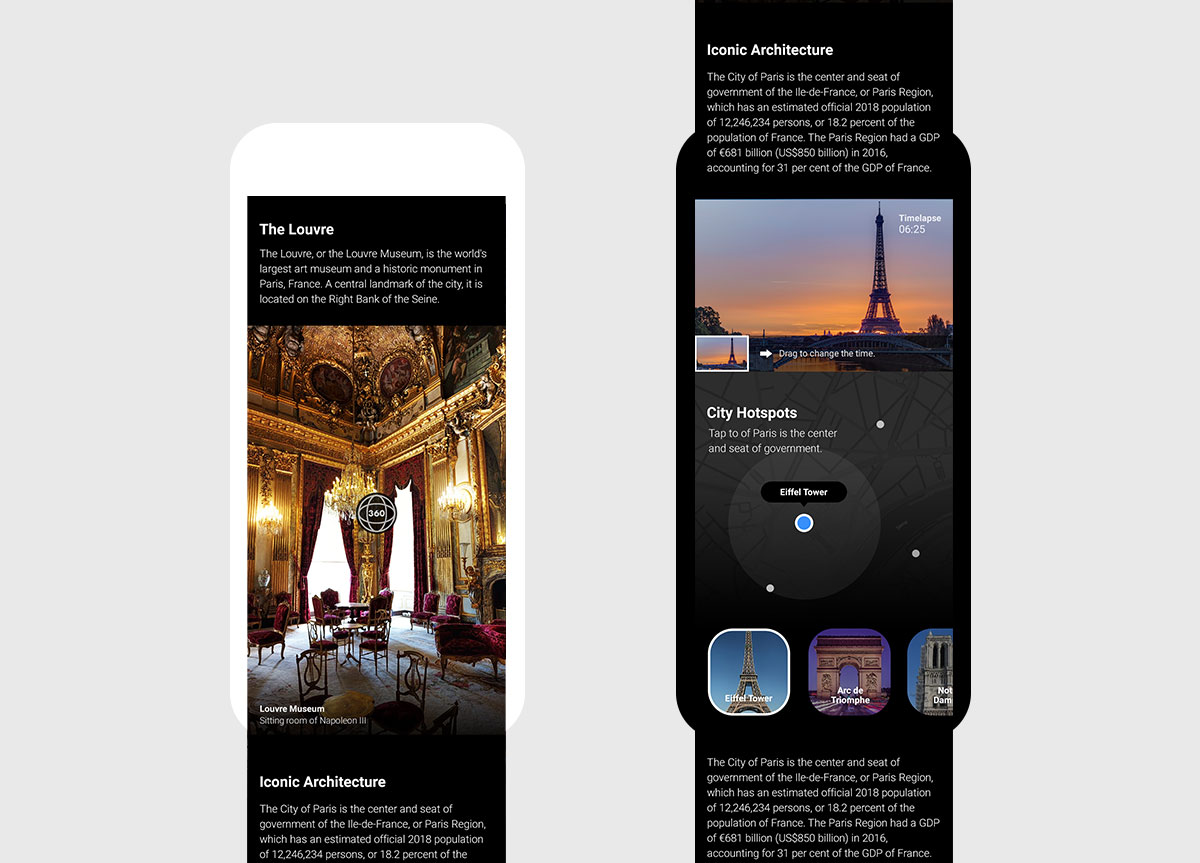 The Louvre
The Louvre, or the Louvre Museum, is the world's
largest art museum and a historic monument in
Paris, France. A central landmark of the city, it is
located on the Right Bank of the Seine.
360
Louvre Museum
Sitting room of Napoleon III
Iconic Architecture
The City of Paris is the center and seat of
government of the Ile-de-France, or Paris Region,
which has an estimated official 2018 population
of 12,246,234 persons, or 18.2 percent of the
Iconic Architecture
The City of Paris is the center and seat of
government of the Ile-de-France, or Paris Region,
which has an estimated official 2018 population
of 12,246,234 persons, or 18.2 percent of the
population of France. The Paris Region had a GDP
of €681 billion (US$850 billion) in 2016,
accounting for 31 per cent of the GDP of France.
Timelapse
06:25
Drag to change the time.
City Hotspots
Tap to of Paris is the center
and seat of government.
Eiffel Tower
Eiffel Tower
Arc de
Triomphe
Not
Dam
The City of Paris is the center and seat of
government of the Ile-de-France, or Paris Region,
which has an estimated official 2018 population
of 12,246,234 persons, or 18.2 percent of the
population of France. The Paris Region had a GDP
of €681 billion (US$850 billion) in 2016,
accounting for 31 per cent of the GDP of France.